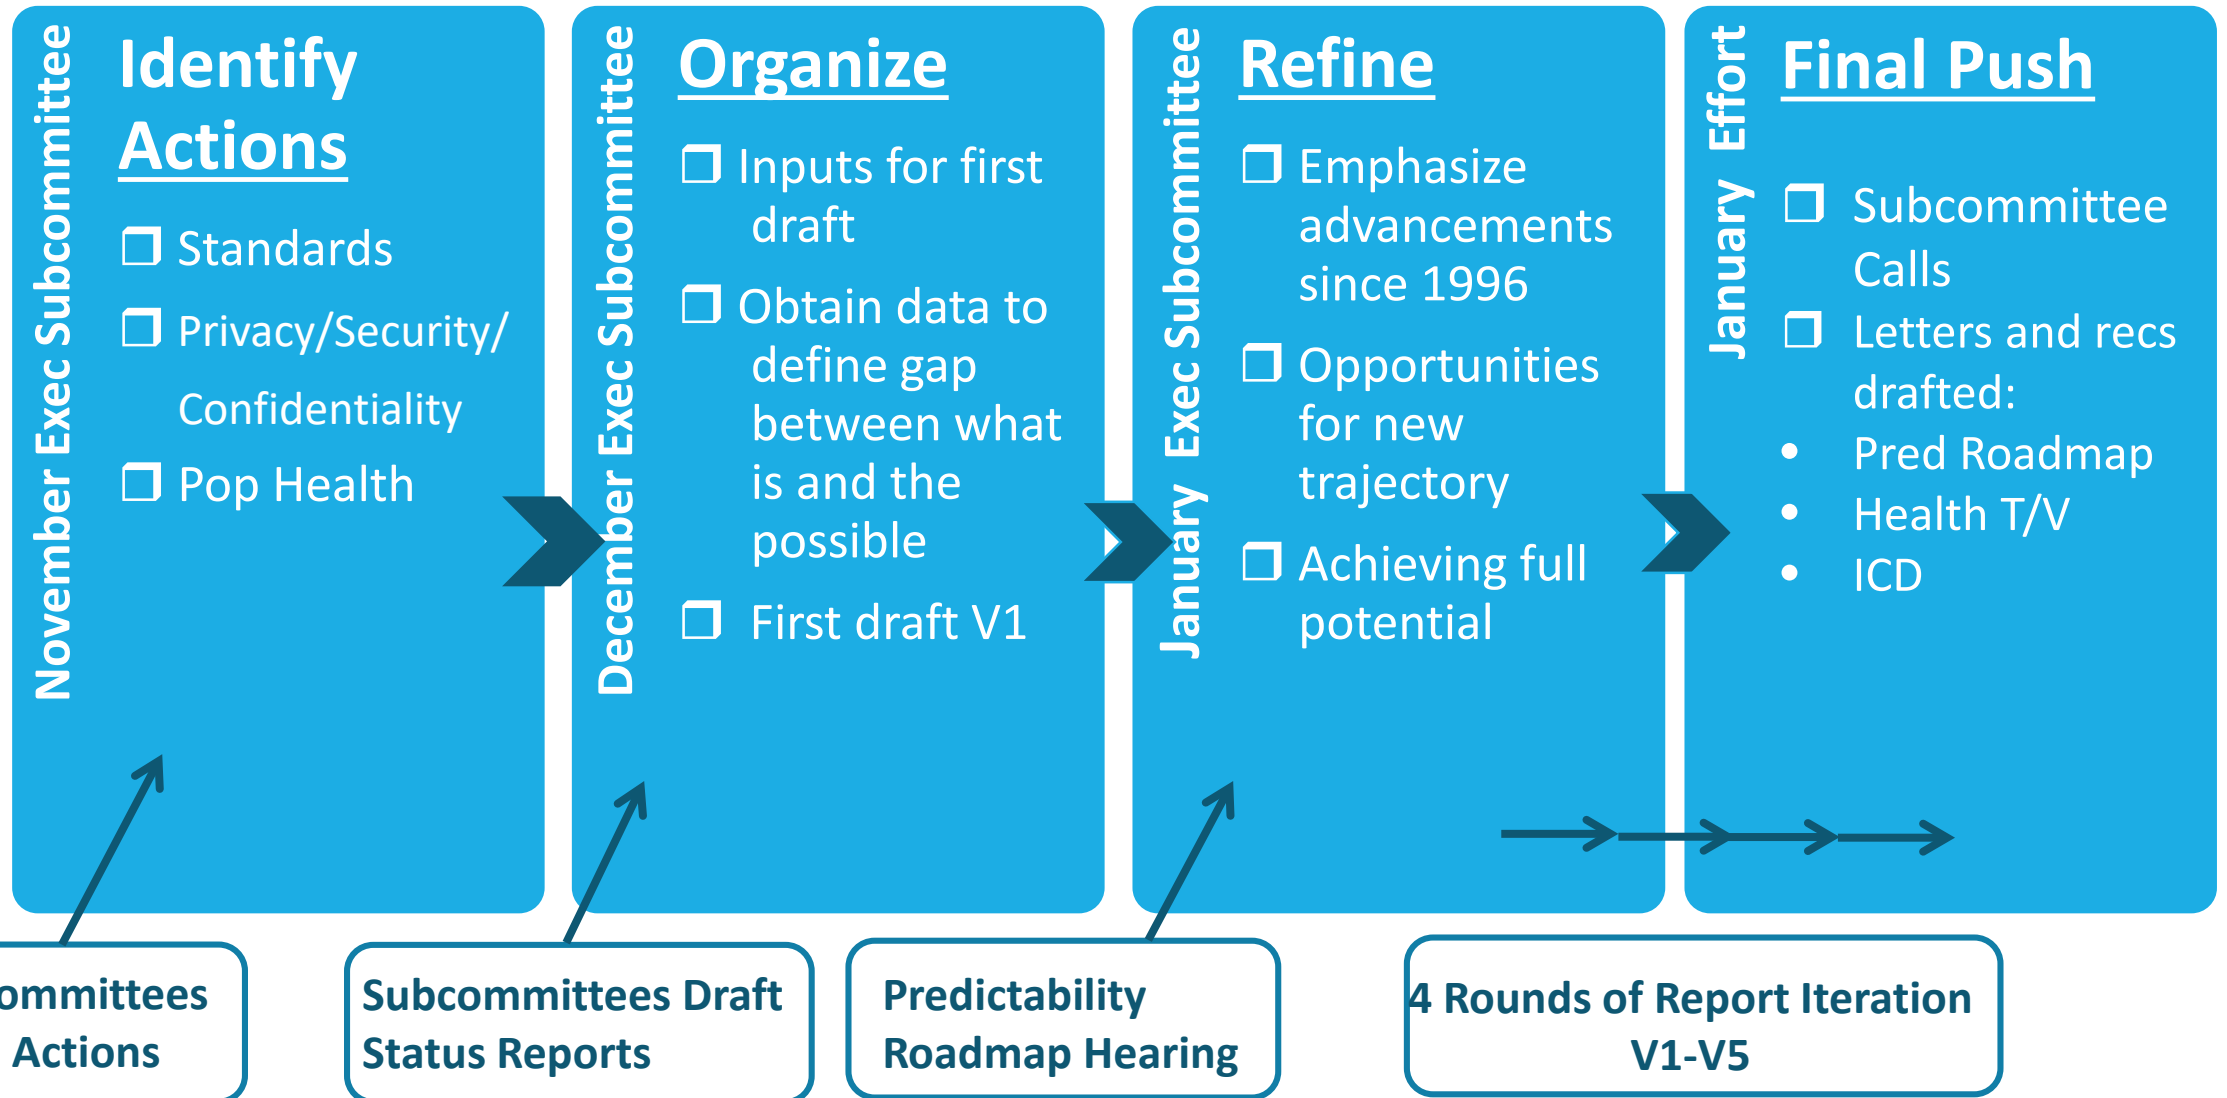 November Exec Subcommittee
Identify
Actions
❐ Standards
❐ Privacy/Security/
Confidentiality
❐ Pop Health
December Exec Subcommittee
Organize
❐ Inputs for first
draft
❐ Obtain data to
define gap
between what
is and the
possible
❐ First draft V1
January Exec Subcommittee
Refine
❐ Emphasize
advancements
since 1996
❐ Opportunities
for new
trajectory
❐ Achieving full
potential
January Effort
Final Push
❐ Subcommittee
Calls
❐ Letters and recs
drafted:
• Pred Roadmap
• Health T/V
• ICD
Actions
Subcommittees Draft
Status Reports
Predictability
Roadmap Hearing
4 Rounds of Report Iteration
V1-V5